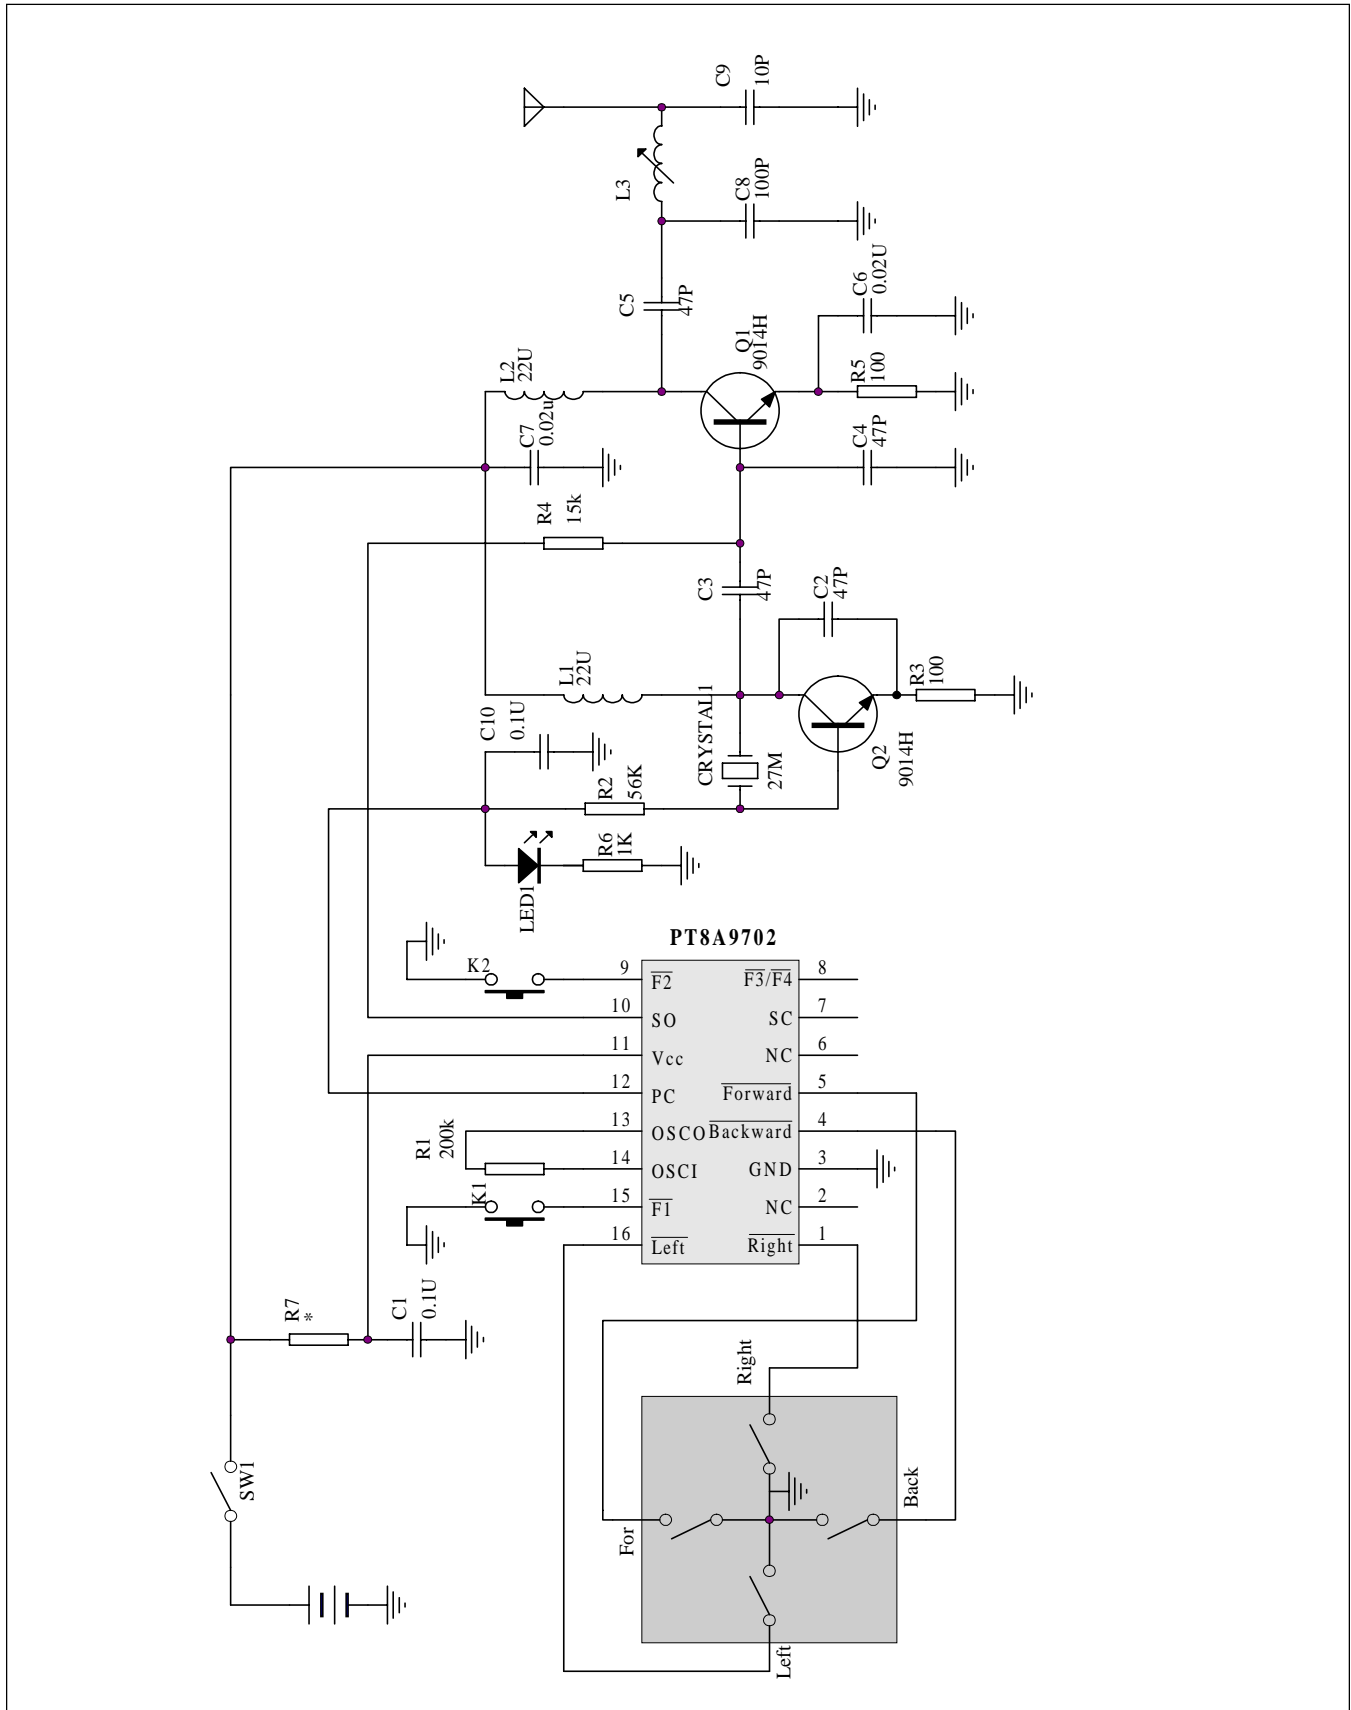 C9
10P
L3
C8
100P
C6
0.02U
C5
47P
Q1
9014H
L2
22U
R5
100
C7
0.02u
C4
47P
R4
15k
C3
47P
C2
47P
L1
22U
R3
100
C10
0.1U
CRYSTAL1
27M
Q2
9014H
R2
56K
R6
1K
LED1
PT8A9702
K2
9
F2
F3/F4
8
10
SO
SC
7
11
Vcc
NC
6
12
PC
Forward
5
R1
200k
13
OSCO
Backward
4
14
OSCI
GND
3
K1
15
F1
NC
2
16
Left
Right
1
R7
*
C1
0.1U
Right
SW1
For
Back
Left